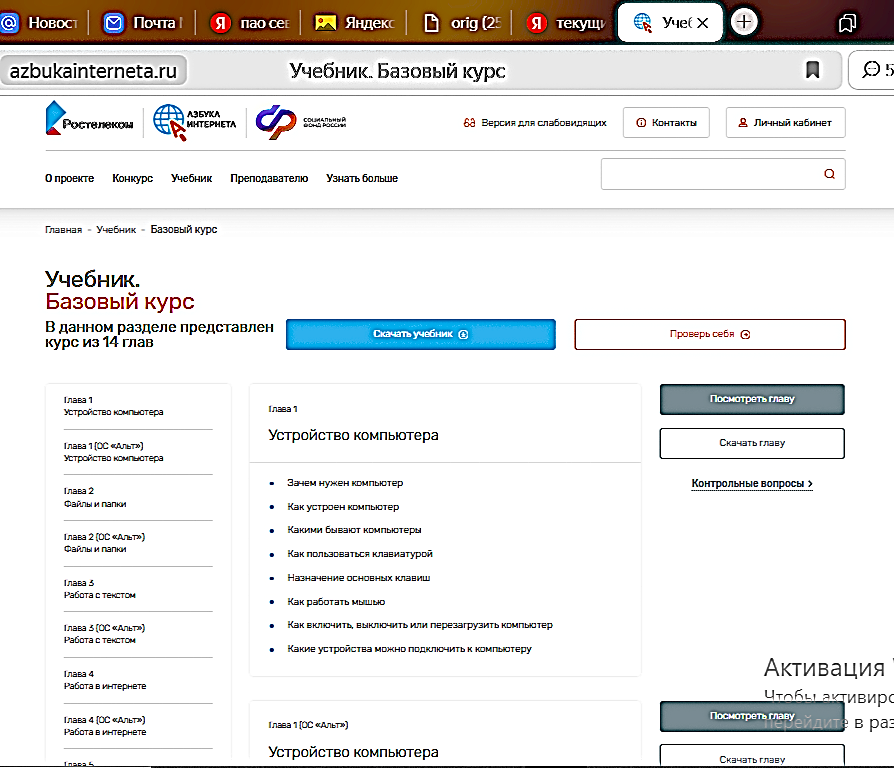 Новост
Почта
пао сев
Яндекс
orig (25
текущи
Учеб
azbukainterneta.ru
Учебник. Базовый курс
5
Ростелеком
АЗБУКА
ИНТЕРНЕТА
СОЦИАЛЬНЫЙ
ФОНД РОССИИ
Версия для слабовидящих
Контакты
Личный кабинет
О проекте
Конкурс
Учебник
Преподавателю
Узнать больше
Главная - Учебник - Базовый курс
Учебник.
Базовый курс
В данном разделе представлен
курс из 14 глав
Скачать учебник
Проверь себя
Глава 1
Устройство компьютера
Глава 1 (ОС «Альт»)
Устройство компьютера
Глава 2
Файлы и папки
Глава 2 (ОС «Альт»)
Файлы и папки
Глава 3
Работа с текстом
Глава 3 (ОС «Альт»)
Работа с текстом
Глава 4
Работа в интернете
Глава 4 (ОС «Альт»)
Работа в интернете
Глава 5
Глава 1
Устройство компьютера
Зачем нужен компьютер
Как устроен компьютер
Какими бывают компьютеры
Как пользоваться клавиатурой
Назначение основных клавиш
Как работать мышью
Как включить, выключить или перезагрузить компьютер
Какие устройства можно подключить к компьютеру
Посмотреть главу
Скачать главу
Контрольные вопросы >
Глава 1 (ОС «Альт»)
Устройство компьютера
Посмотреть главу
Скачать главу
Активация
Чтобы активиро
перейдите в раз